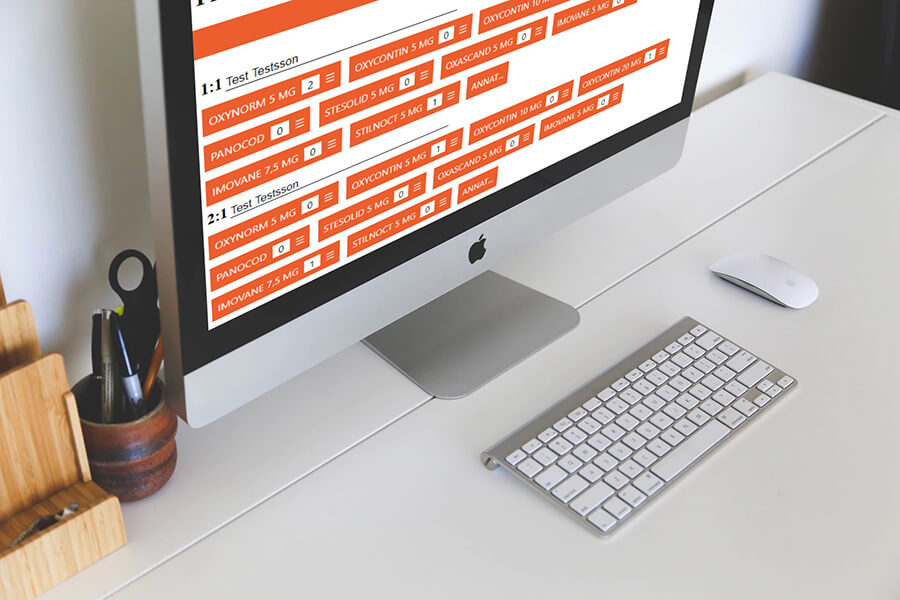 1:1 Test Testsson
OXYNORM 5 MG 2 OXYCONTIN 5 MG 0 OXYCONTIN 10 MG
PANOCOD 0 STESOLID 5 MG 0 OXASCAND 5 MG 0 IMOVANE 5 MG 0
IMOVANE 7,5 MG 0 STILNOCT 5 MG 1 ANNAT...
2:1 Test Testsson
OXYNORM 5 MG 0 OXYCONTIN 5 MG 1 OXYCONTIN 10 MG 0 OXYCONTIN 20 MG 1
PANOCOD 0 STESOLID 5 MG 0 OXASCAND 5 MG 0 IMOVANE 5 MG 0
IMOVANE 7,5 MG 1 STILNOCT 5 MG 0 ANNAT...